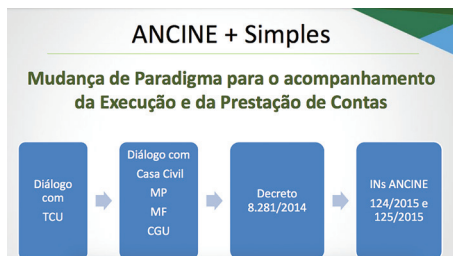 ANCINE + Simples
Mudança de Paradigma para o acompanhamento
da Execução e da Prestação de Contas
Diálogo
com
TCU
Diálogo com
Casa Civil
MP
MF
CGU
Decreto
8.281/2014
INs ANCINE
124/2015 e
125/2015